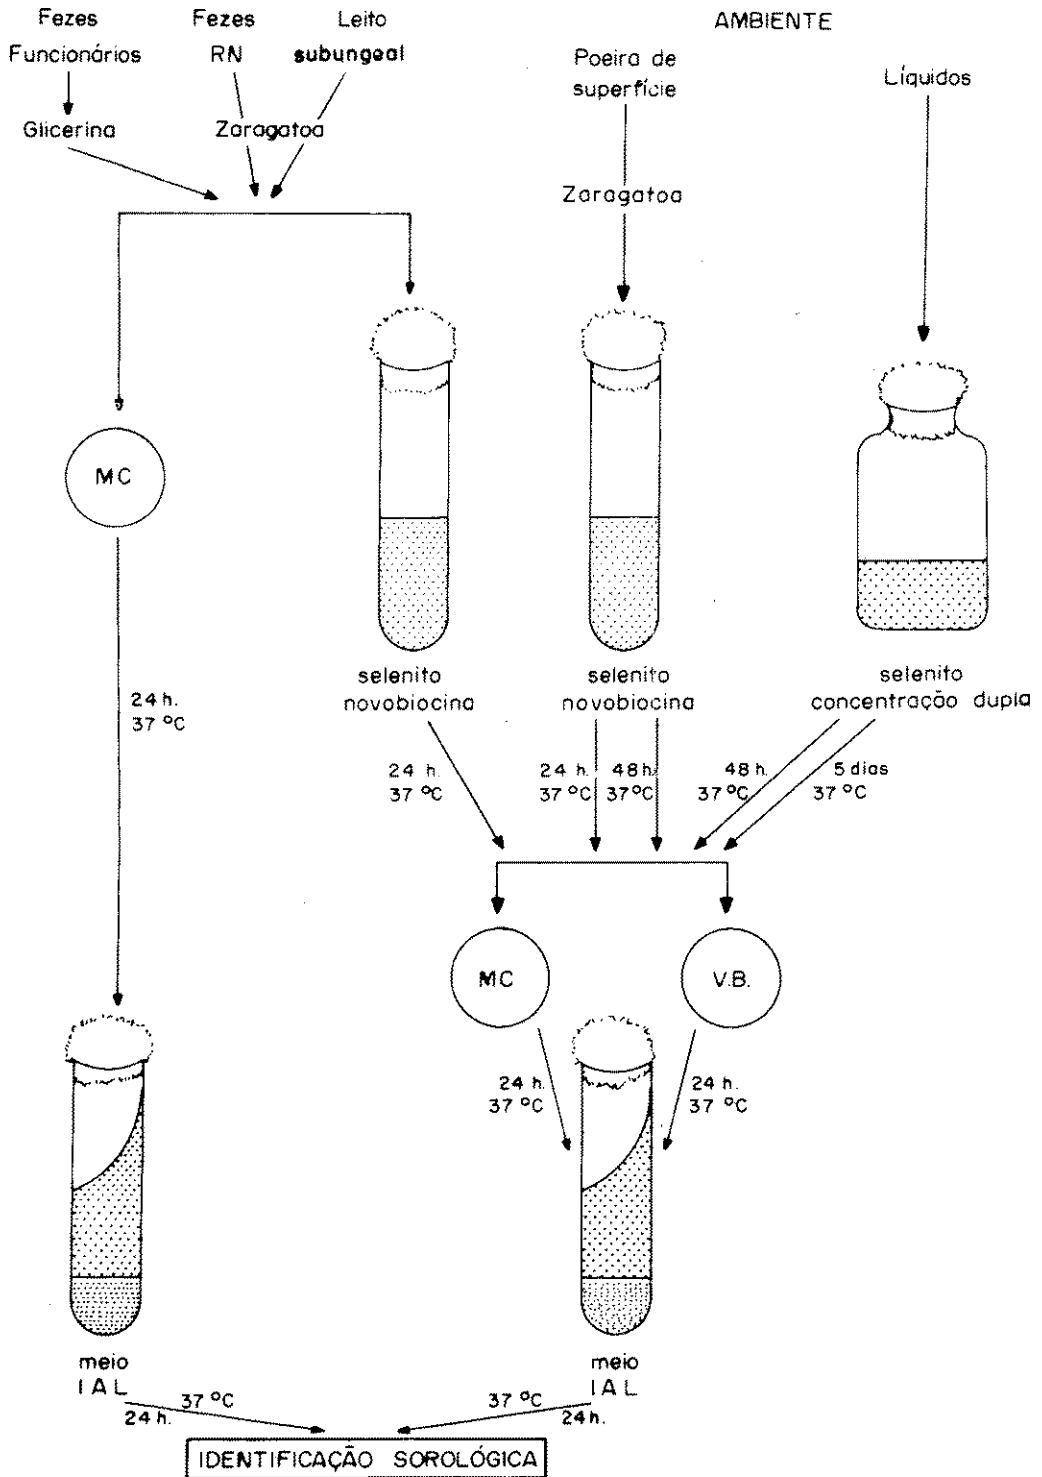 Fezes
Funcionários
Glicerina
Fezes
RN
Leito
subungeal
Zaragatoa
AMBIENTE
Poeira de
superfície
Zaragatoa
Líquidos
MC
24 h.
37 °C
selenito
novobiocina
selenito
novobiocina
selenito
concentração dupla
24 h.
37 °C
24 h.
37 °C
48 h.
37 °C
48 h.
37 °C
5 dias
37 °C
MC
V.B.
24 h.
37 °C
24 h.
37 °C
meio
IAL
meio
IAL
37 °C
24 h.
37 °C
24 h.
IDENTIFICAÇÃO SOROLÓGICA